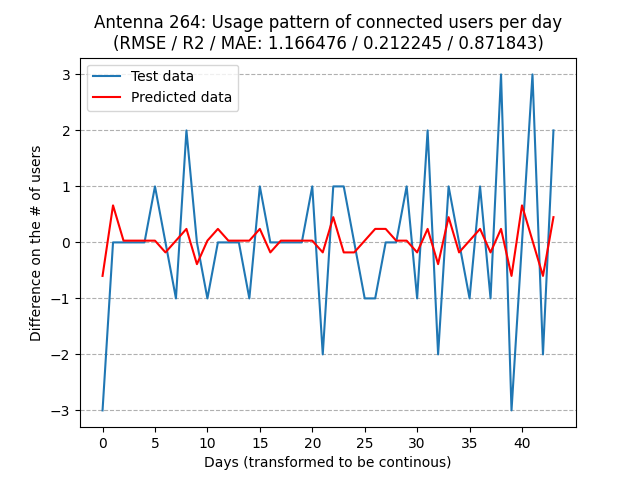 Antenna 264: Usage pattern of connected users per day
(RMSE / R2 / MAE: 1.166476 / 0.212245 / 0.871843)
Test data
Predicted data
Difference on the # of users
3
2
1
0
−1
−2
−3
0 5 10 15 20 25 30 35 40
Days (transformed to be continous)